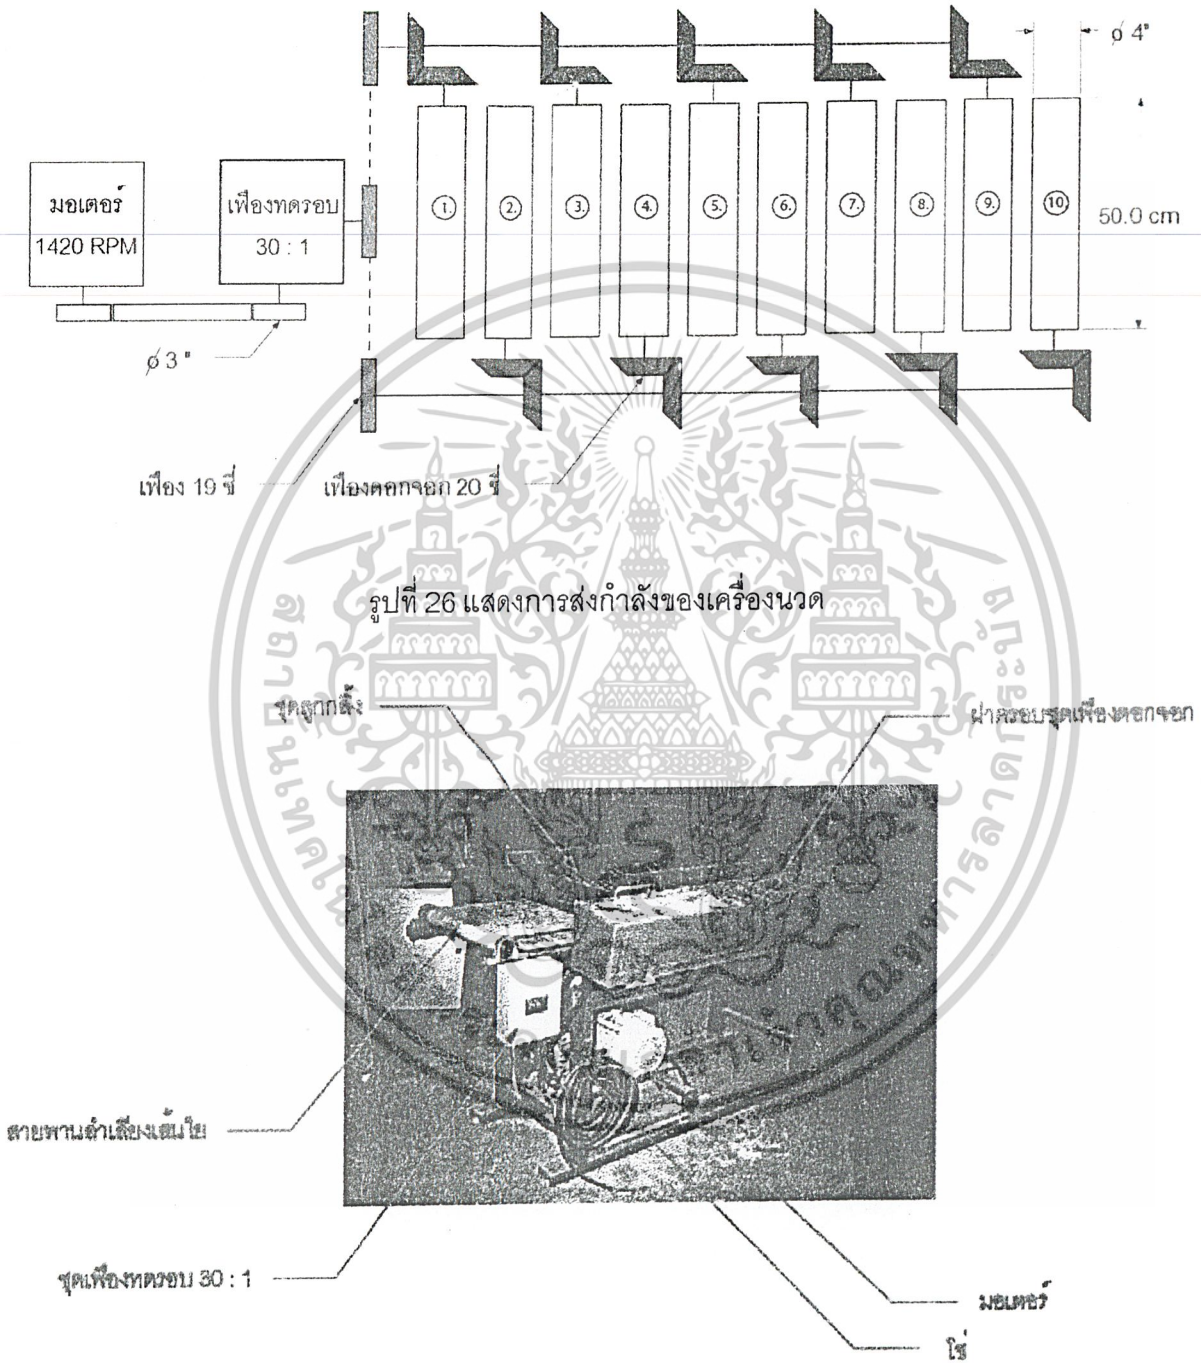 ø 4"
มอเตอร์
1420 RPM
เฟืองทดรอบ
30 : 1
1.
2.
3.
4.
5.
6.
7.
8.
9.
10
50.0 cm
ø 3 "
เฟือง 19 ซี่
เฟืองดอกจอก 20 ซี่
รูปที่ 26 แสดงการส่งกำลังของเครื่องนวด
ชุดลูกกลิ้ง
ฝาครอบชุดเฟืองดอกจอก
สายพานลำเลียงเส้นใย
ชุดเฟืองทดรอบ 30 : 1
มอเตอร์
โซ่